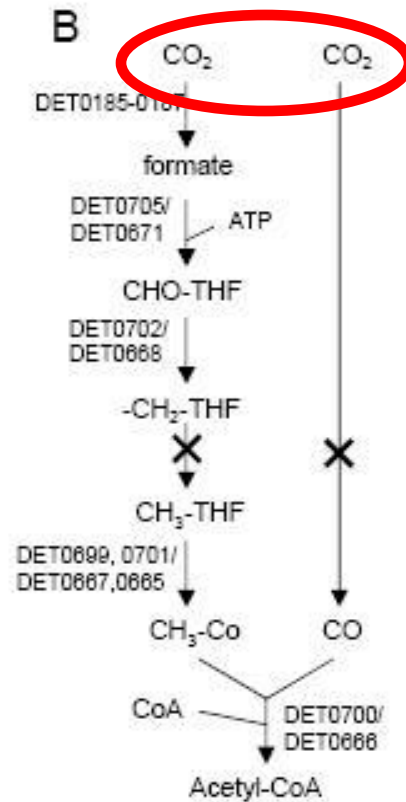 B
CO₂ CO₂
DET0185-0187
formate
DET0705/
DET0671
ATP
CHO-THF
DET0702/
DET0668
-CH₂-THF
CH₃-THF
DET0699, 0701/
DET0667,0665
CH₃-Co CO
CoA
DET0700/
DET0666
Acetyl-CoA